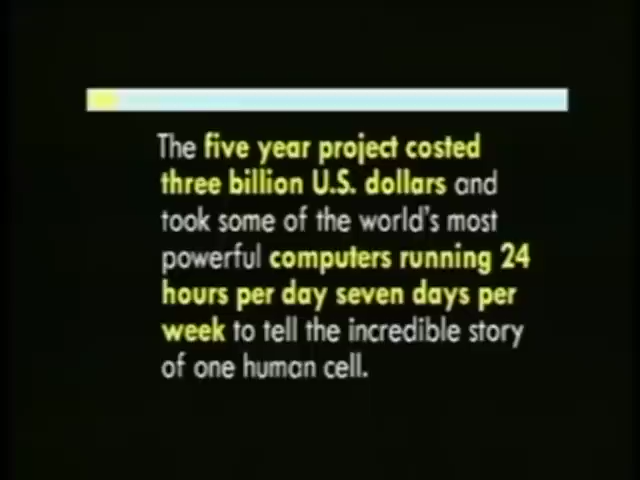 The five year project costed
three billion U.S. dollars and
took some of the world's most
powerful computers running 24
hours per day seven days per
week to tell the incredible story
of one human cell.